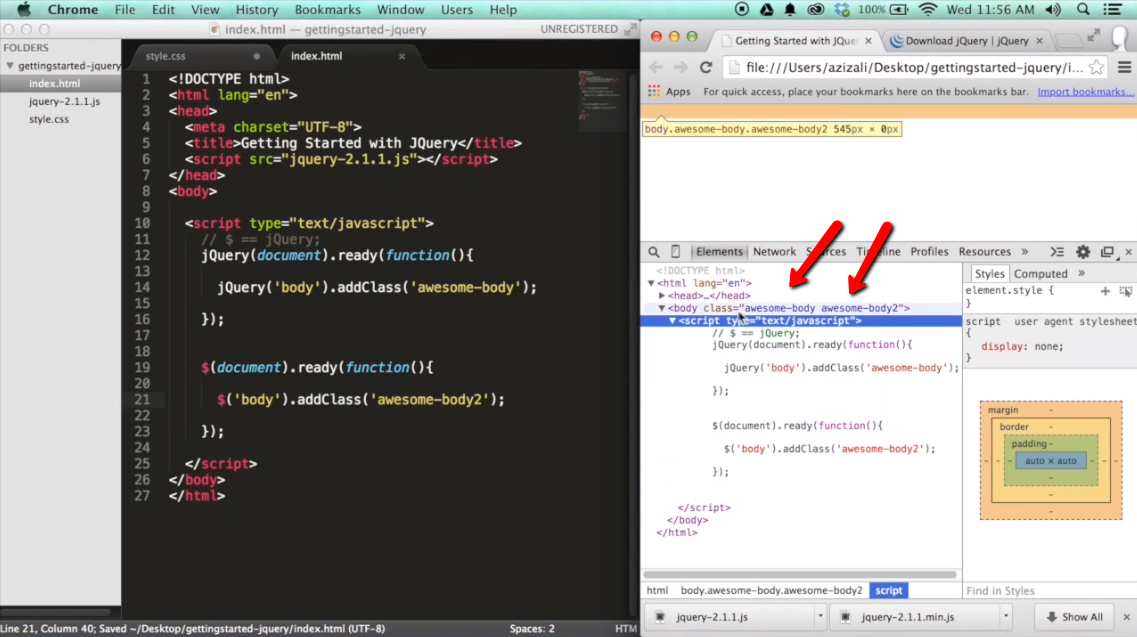 Chrome File Edit View History Bookmarks Window Users Help 100% Wed 11:56 AM
index.html — gettingstarted-jquery UNREGISTERED
FOLDERS
gettingstarted-jquery
index.html
jquery-2.1.1.js
style.css
style.css index.html
1 <!DOCTYPE html>
2 <html lang="en">
3 <head>
4 <meta charset="UTF-8">
5 <title>Getting Started with JQuery</title>
6 <script src="jquery-2.1.1.js"></script>
7 </head>
8 <body>
9
10 <script type="text/javascript">
11 // $ == jQuery;
12 jQuery(document).ready(function(){
13
14 jQuery('body').addClass('awesome-body');
15
16 });
17
18
19 $(document).ready(function(){
20
21 $('body').addClass('awesome-body2');
22
23 });
24
25 </script>
26 </body>
27 </html>
Line 21, Column 40; Saved ~/Desktop/gettingstarted-jquery/index.html (UTF-8) Spaces: 2 HTM
Getting Started with JQue Download jQuery | jQuery
file:///Users/azizali/Desktop/gettingstarted-jquery/i...
Apps For quick access, place your bookmarks here on the bookmarks bar. Import bookmarks...
body.awesome-body.awesome-body2 545px × 0px
Elements Network Sources Timeline Profiles Resources »
<!DOCTYPE html>
<html lang="en">
<head>…</head>
<body class="awesome-body awesome-body2">
<script type="text/javascript">
// $ == jQuery;
jQuery(document).ready(function(){
jQuery('body').addClass('awesome-body');
});
$(document).ready(function(){
$('body').addClass('awesome-body2');
});
</script>
</body>
</html>
html body.awesome-body.awesome-body2 script
Styles Computed »
element.style {
}
script user agent stylesheet
{
display: none;
}
margin -
border -
padding -
- - - auto × auto - - -
-
-
-
Find in Styles
jquery-2.1.1.js jquery-2.1.1.min.js Show All